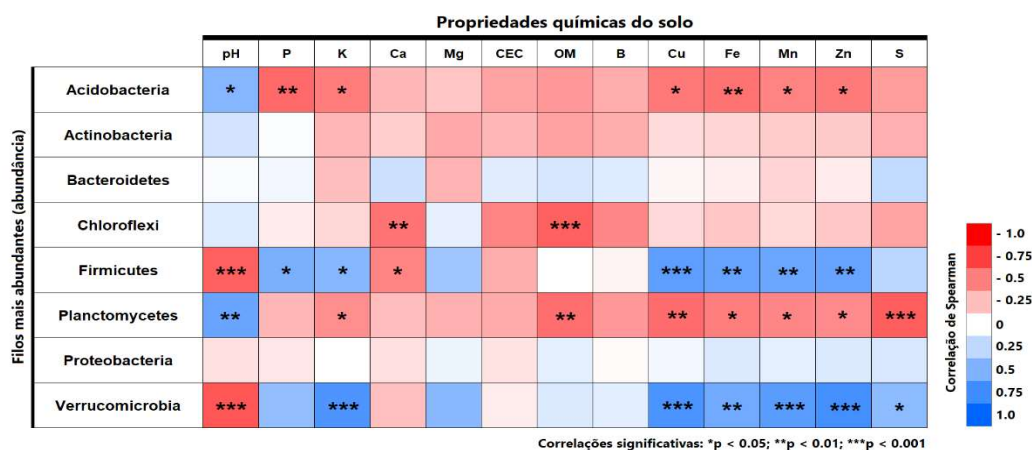 Propriedades químicas do solo
pH P K Ca Mg CEC OM B Cu Fe Mn Zn S
Filos mais abundantes (abundância)
Acidobacteria * ** * * ** * *
Actinobacteria
Bacteroidetes
Chloroflexi ** ***
Firmicutes *** * * * *** ** ** **
Planctomycetes ** * ** ** * * * ***
Proteobacteria
Verrucomicrobia *** *** *** ** *** *** *
Correlação de Spearman
- 1.0
- 0.75
- 0.5
- 0.25
0
0.25
0.5
0.75
1.0
Correlações significativas: *p < 0.05; **p < 0.01; ***p < 0.001